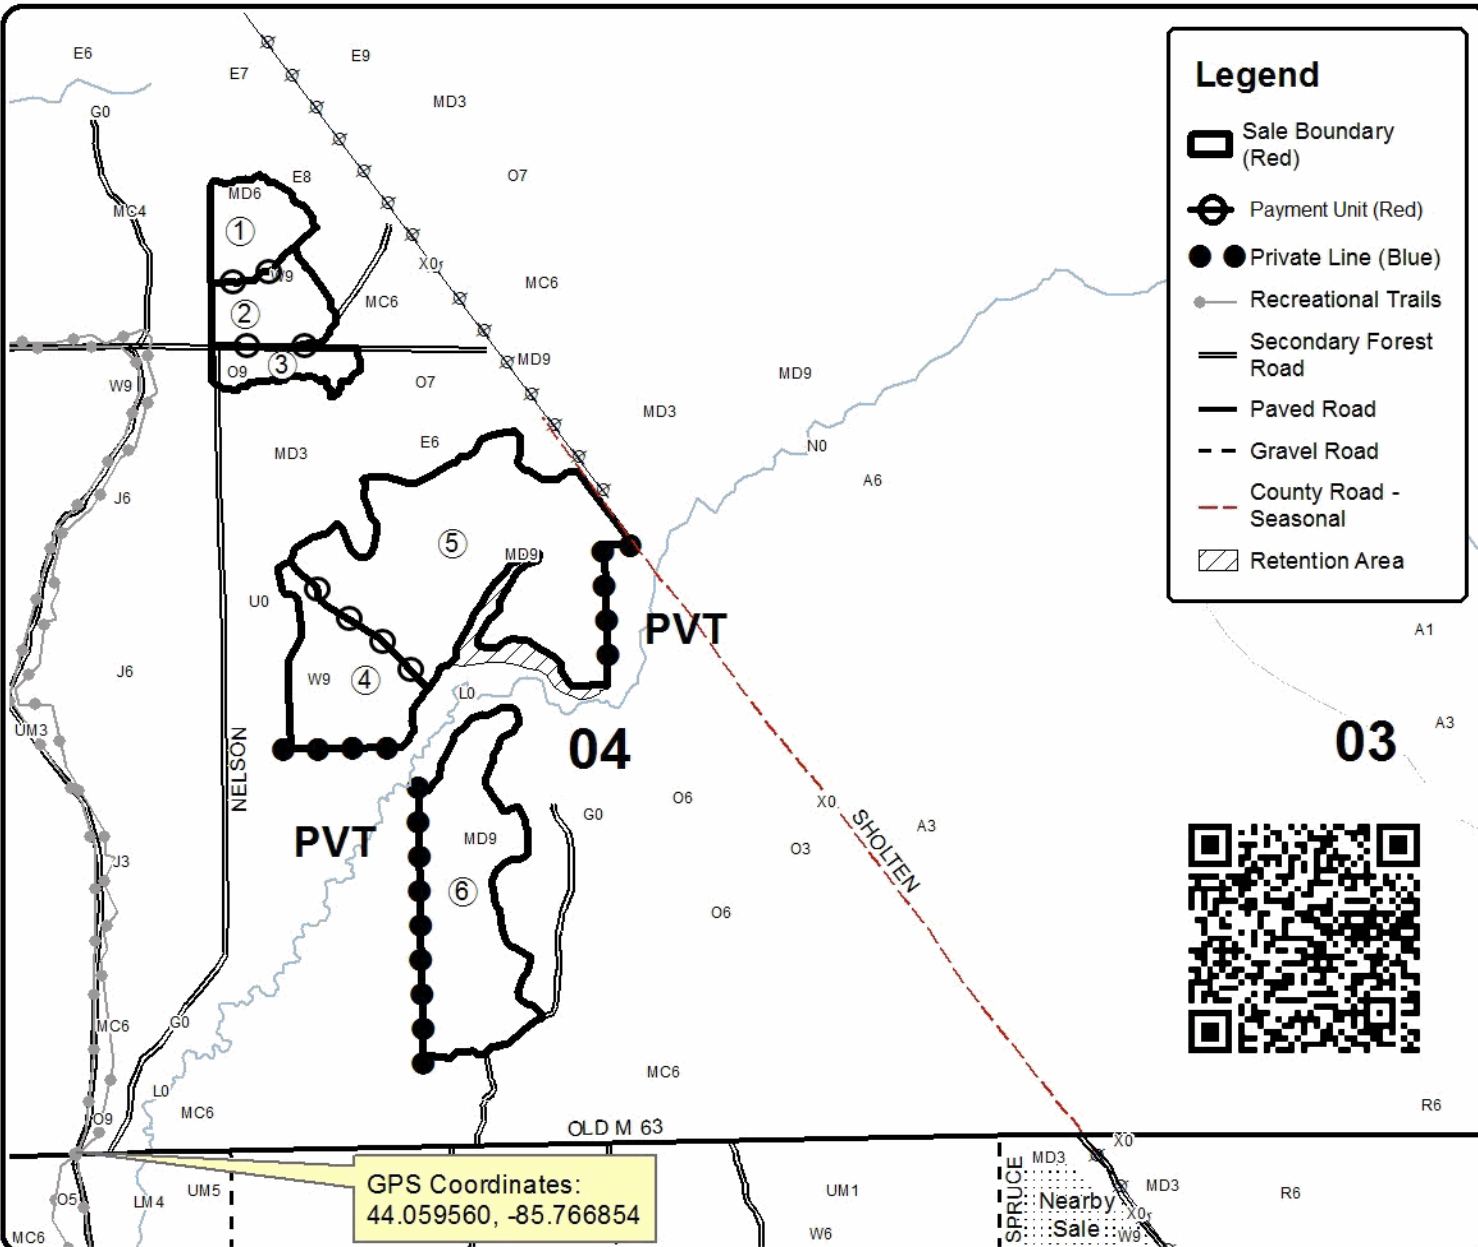 E6
E7
E9
MD3
G0
O7
E8
MD6
MC4
1
X0
W9
MC6
MC6
2
3
O9
O7
W9
MD9
MD9
MD3
E6
MD3
N0
A6
J6
5
MD9
U0
PVT
J6
W9
4
L0
UM3
04
NELSON
03
A3
A1
PVT
MD9
G0
O6
X0
SHOLTEN
A3
O3
J3
6
O6
MC6
G0
L0
MC6
MC6
O9
OLD M 63
X0
R6
GPS Coordinates:
44.059560, -85.766854
O5
LM4
UM5
MC6
UM1
W6
SPRUCE
MD3
MD3
Nearby
Sale
X0
W9
R6
Legend
Sale Boundary
(Red)
Payment Unit (Red)
Private Line (Blue)
Recreational Trails
Secondary Forest
Road
Paved Road
Gravel Road
County Road -
Seasonal
Retention Area